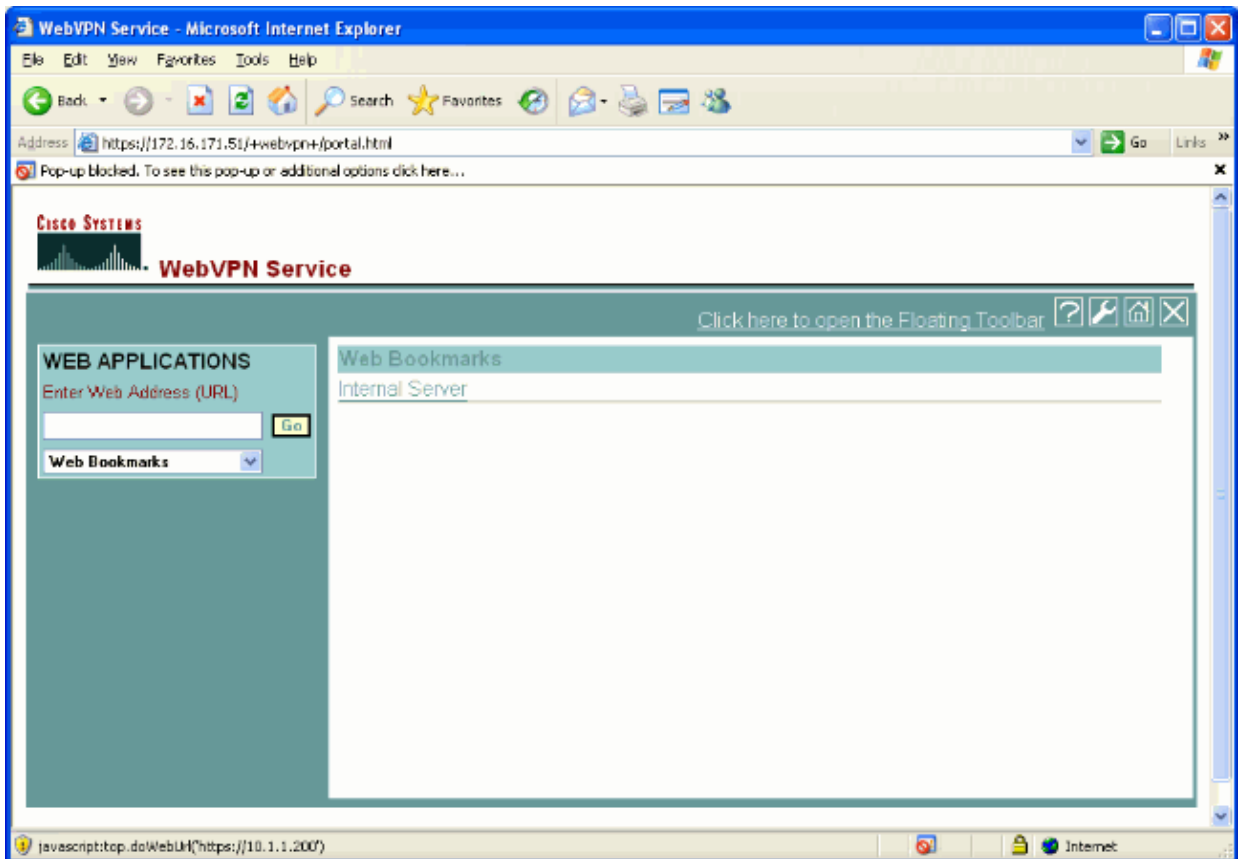 WebVPN Service - Microsoft Internet Explorer
File Edit View Favorites Tools Help
Back Search Favorites
Address https://172.16.171.51/+webvpn+/portal.html Go Links »
Pop-up blocked. To see this pop-up or additional options click here...
CISCO SYSTEMS
WebVPN Service
Click here to open the Floating Toolbar
WEB APPLICATIONS
Enter Web Address (URL)
Go
Web Bookmarks
Web Bookmarks
Internal Server
javascript:top.doWebUrl('https://10.1.1.200') Internet